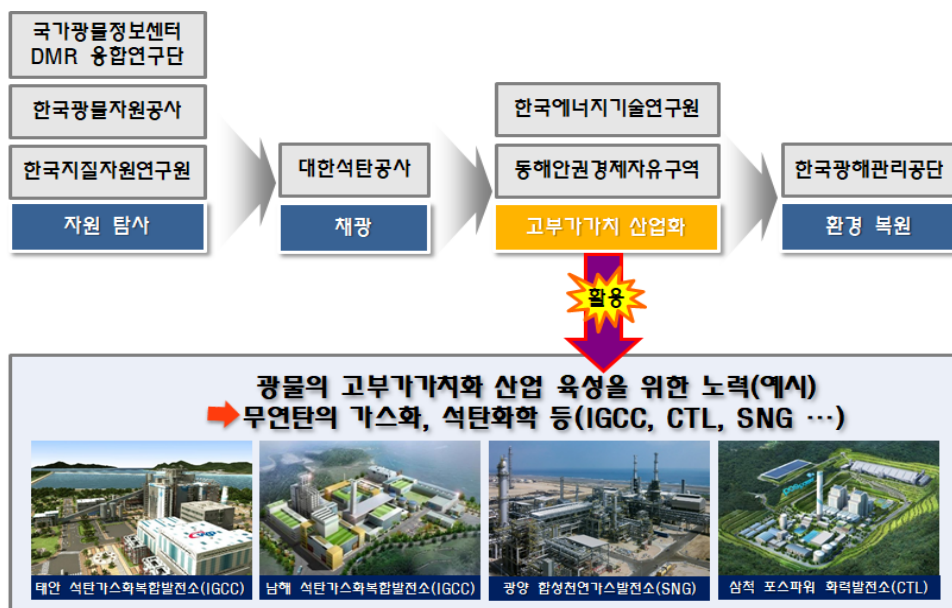 국가광물정보센터
DMR 융합연구단
한국광물자원공사
한국지질자원연구원
자원 탐사
대한석탄공사
채광
한국에너지기술연구원
동해안권경제자유구역
고부가가치 산업화
한국광해관리공단
환경 복원
활용
광물의 고부가가치화 산업 육성을 위한 노력(예시)
무연탄의 가스화, 석탄화학 등(IGCC, CTL, SNG …)
태안 석탄가스화복합발전소(IGCC)
남해 석탄가스화복합발전소(IGCC)
광양 합성천연가스발전소(SNG)
삼척 포스파워 화력발전소(CTL)